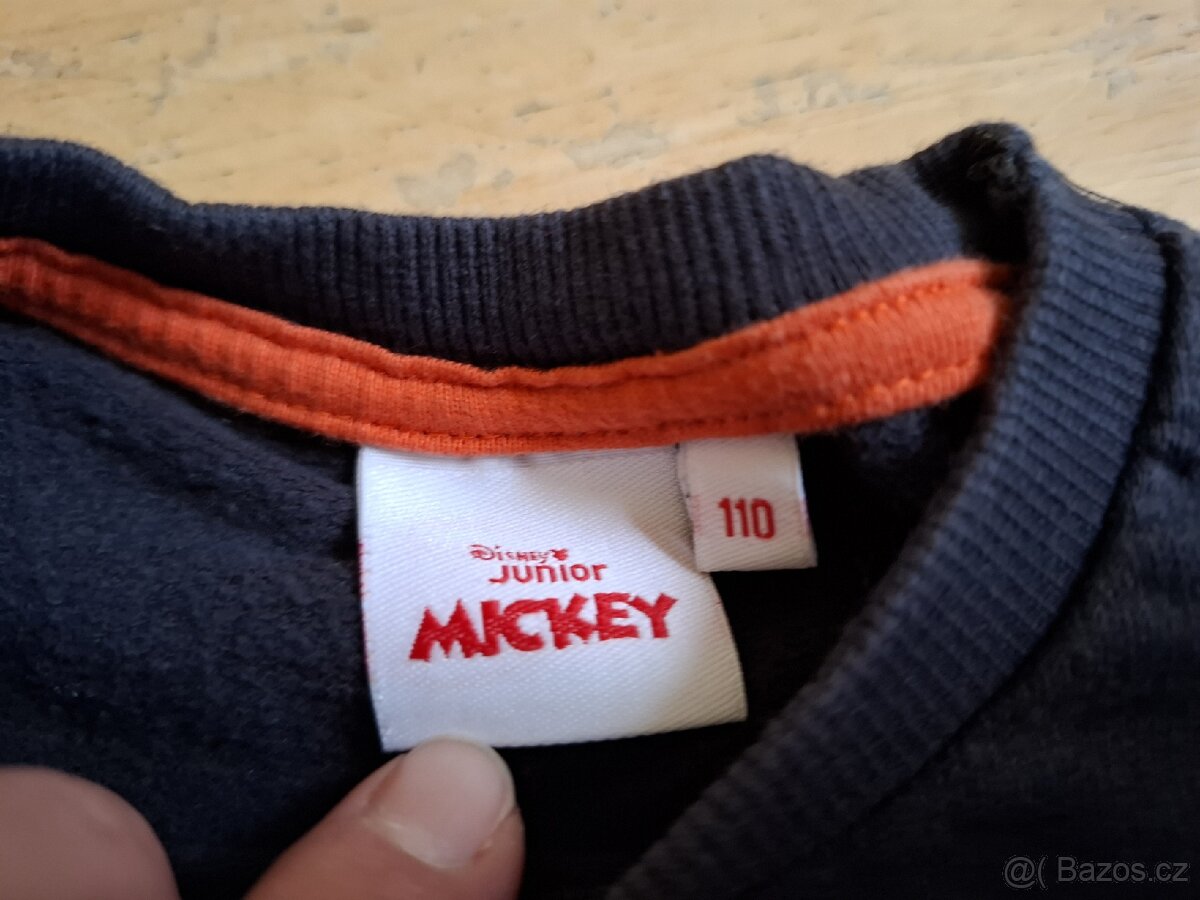 Disney
Junior
MICKEY
110
@( Bazos.cz